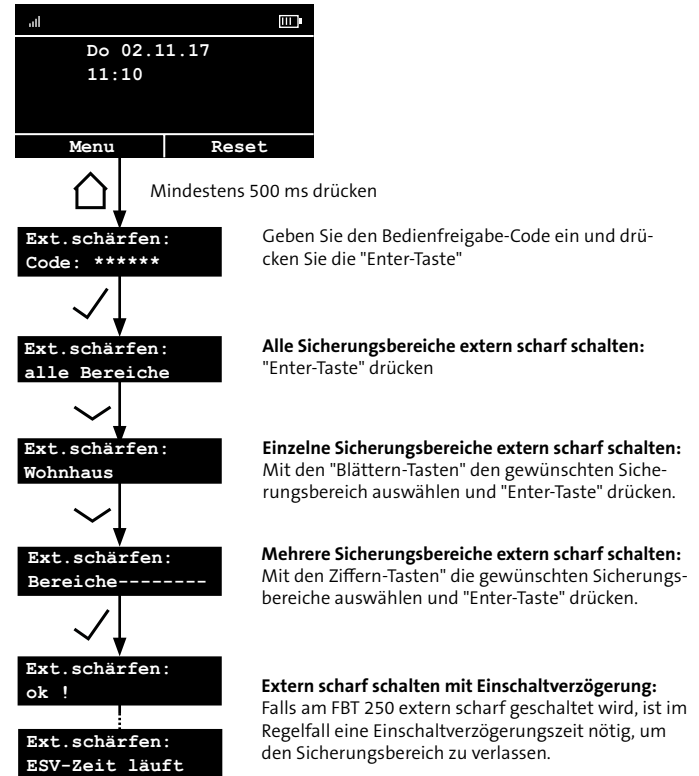 Do 02.11.17
11:10
Menu
Reset
Mindestens 500 ms drücken
Ext.schärfen:
Code: ******
Geben Sie den Bedienfreigabe-Code ein und drü-
cken Sie die "Enter-Taste"
Ext.schärfen:
alle Bereiche
Alle Sicherungsbereiche extern scharf schalten:
"Enter-Taste" drücken
Ext.schärfen:
Wohnhaus
Einzelne Sicherungsbereiche extern scharf schalten:
Mit den "Blättern-Tasten" den gewünschten Siche-
rungsbereich auswählen und "Enter-Taste" drücken.
Ext.schärfen:
Bereiche--------
Mehrere Sicherungsbereiche extern scharf schalten:
Mit den Ziffern-Tasten" die gewünschten Sicherungs-
bereiche auswählen und "Enter-Taste" drücken.
Ext.schärfen:
ok !
Extern scharf schalten mit Einschaltverzögerung:
Falls am FBT 250 extern scharf geschaltet wird, ist im
Regelfall eine Einschaltverzögerungszeit nötig, um
den Sicherungsbereich zu verlassen.
Ext.schärfen:
ESV-Zeit läuft